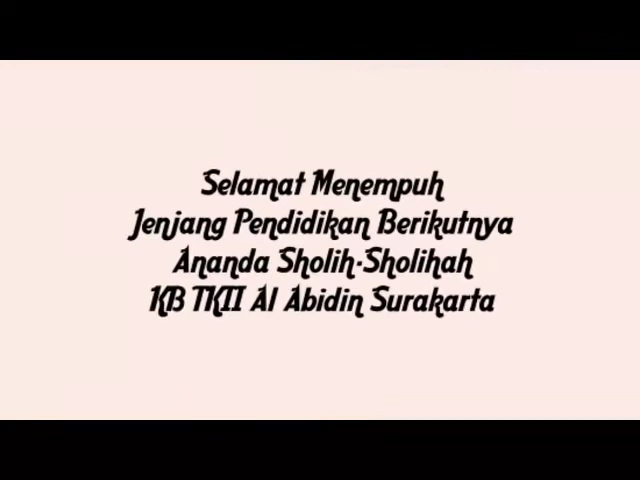 Selamat Menempuh
Jenjang Pendidikan Berikutnya
Ananda Sholih-Sholihah
KB TKII Al Abidin Surakarta